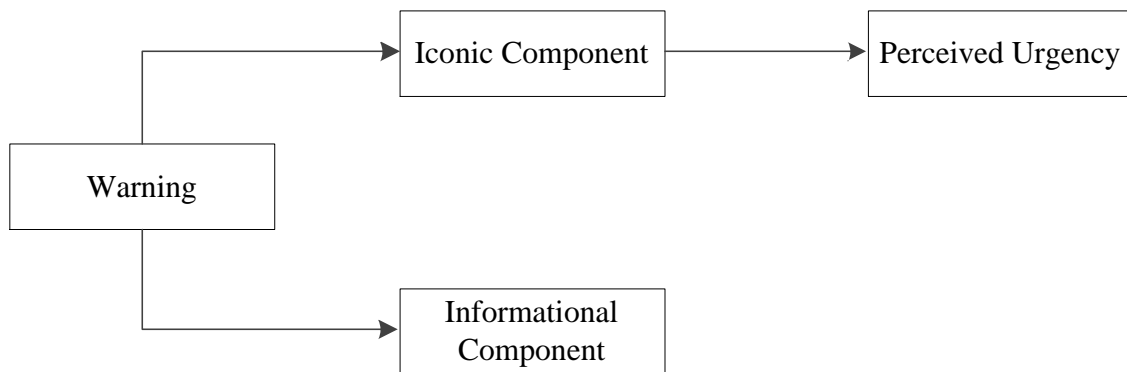 Iconic Component
Perceived Urgency
Warning
Informational
Component